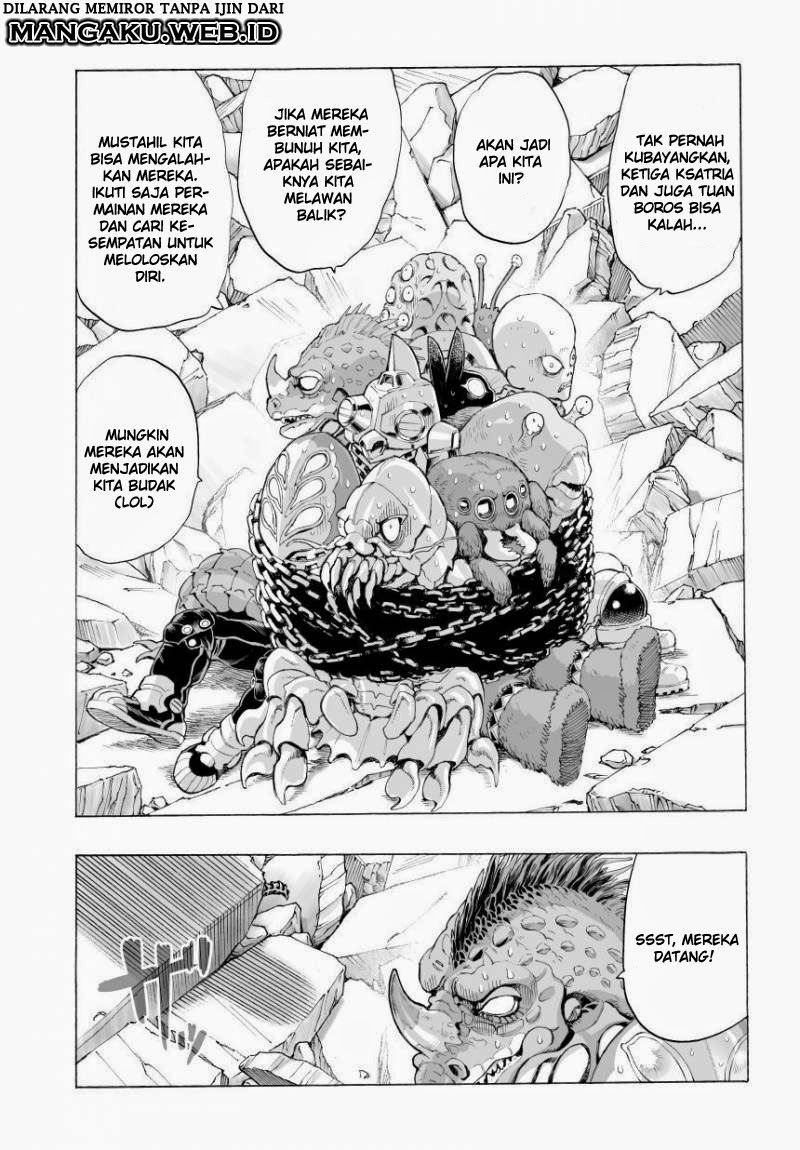 DILARANG MEMIROR TANPA IJIN DARI
MANGAKU.WEB.ID
TAK PERNAH
KUBAYANGKAN,
KETIGA KSATRIA
DAN JUGA TUAN
BOROS BISA
KALAH...
AKAN JADI
APA KITA
INI?
JIKA MEREKA
BERNIAT MEM-
BUNUH KITA,
APAKAH SEBAI-
KNYA KITA
MELAWAN
BALIK?
MUSTAHIL KITA
BISA MENGALAH-
KAN MEREKA.
IKUTI SAJA PER-
MAINAN MEREKA
DAN CARI KE-
SEMPATAN UNTUK
MELOLOSKAN
DIRI.
MUNGKIN
MEREKA AKAN
MENJADIKAN
KITA BUDAK
(LOL)
SSST, MEREKA
DATANG!
ザッ